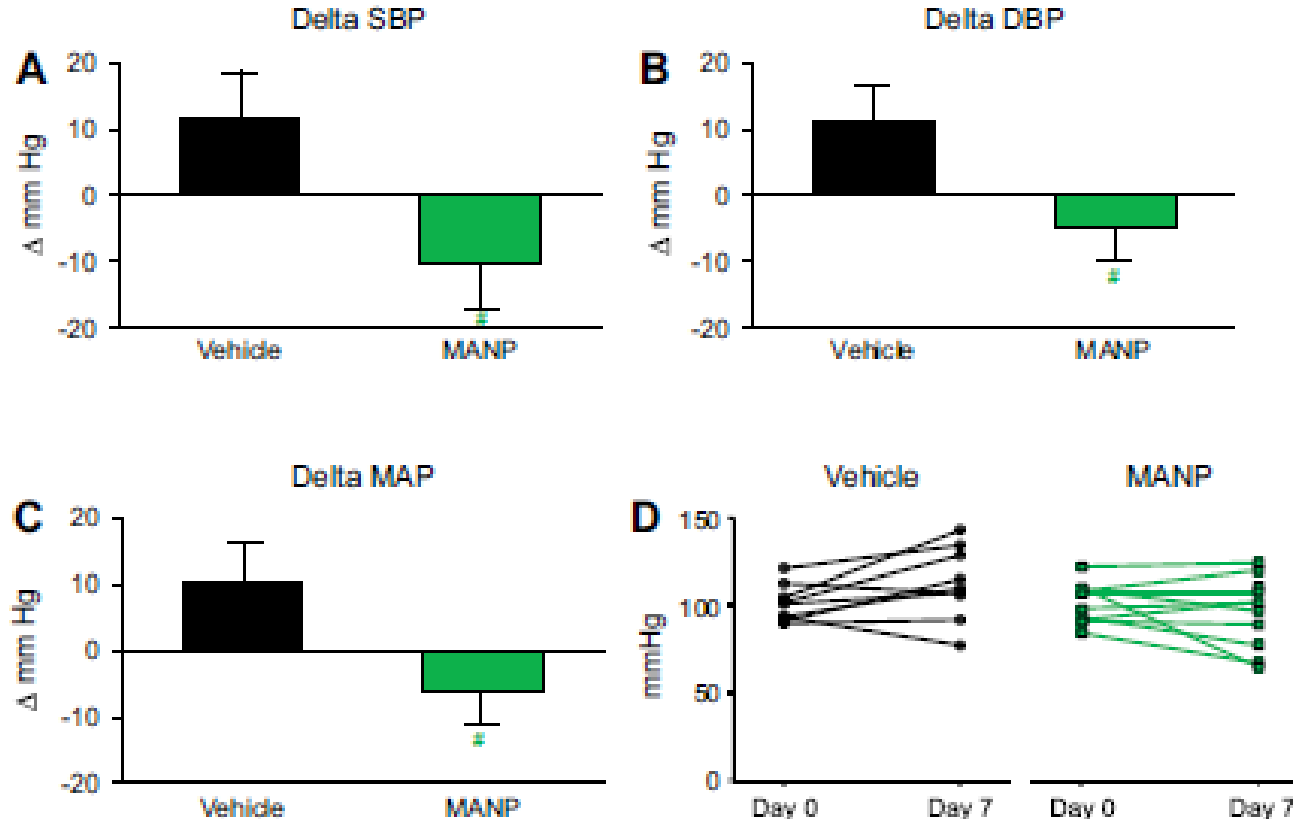 Delta SBP
A
20
10
0
-10
-20
Δ mm Hg
#
Vehicle MANP
Delta DBP
B
20
10
0
-10
-20
Δ mm Hg
#
Vehicle MANP
Delta MAP
C
20
10
0
-10
-20
Δ mm Hg
#
Vehicle MANP
D
Vehicle MANP
150
100
50
0
mmHg
Day 0 Day 7 Day 0 Day 7